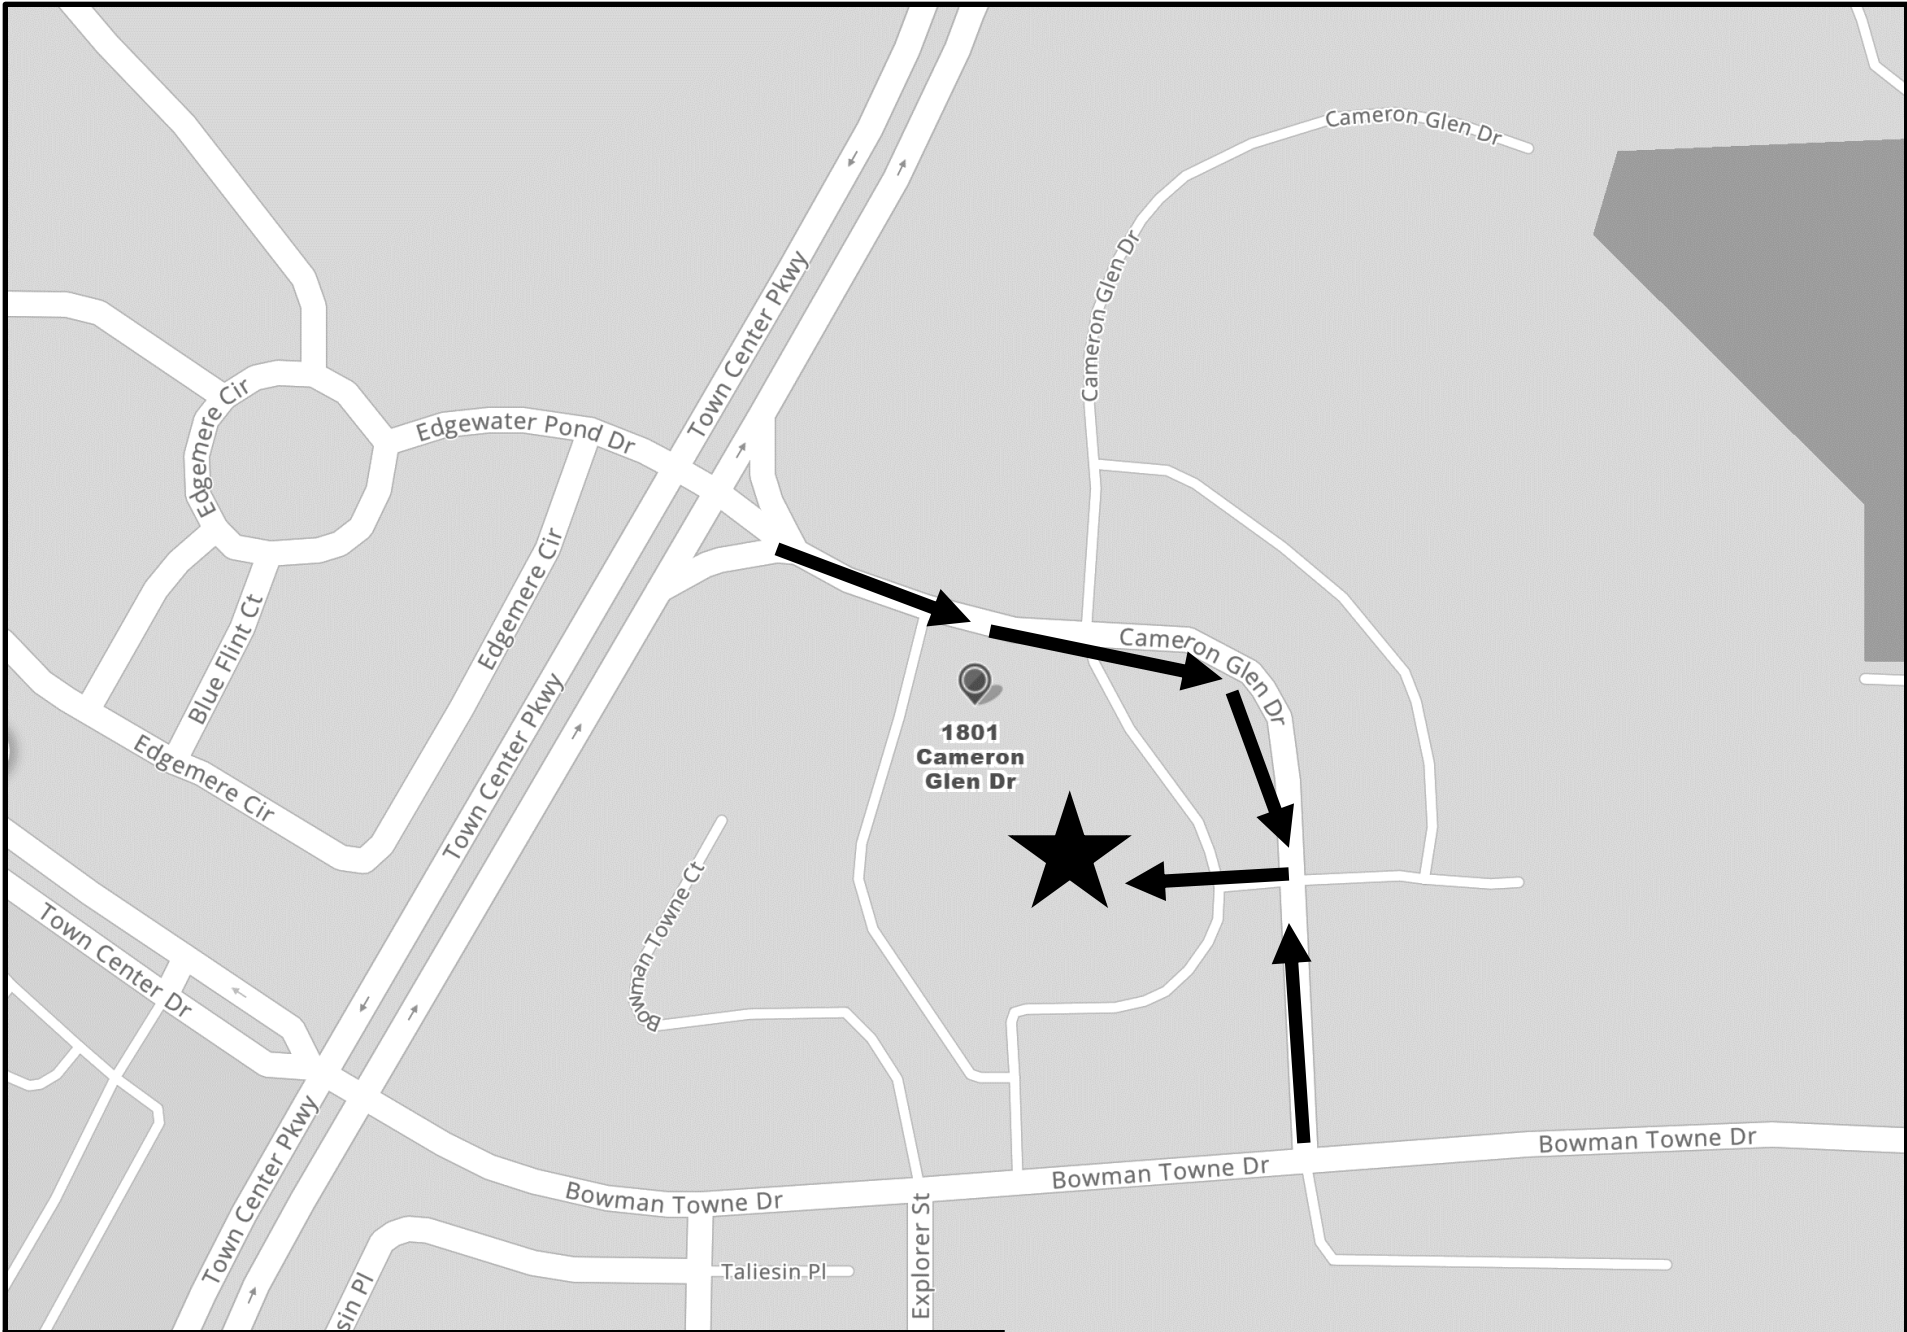 Cameron Glen Dr
Cameron Glen Dr
Town Center Pkwy
Edgemere Cir
Edgewater Pond Dr
Edgemere Cir
Blue Flint Ct
Cameron Glen Dr
Town Center Pkwy
1801
Cameron
Glen Dr
Edgemere Cir
Bowman Towne Ct
Town Center Dr
Town Center Pkwy
Bowman Towne Dr
Bowman Towne Dr
Bowman Towne Dr
Explorer St
Taliesin Pl
sin Pl